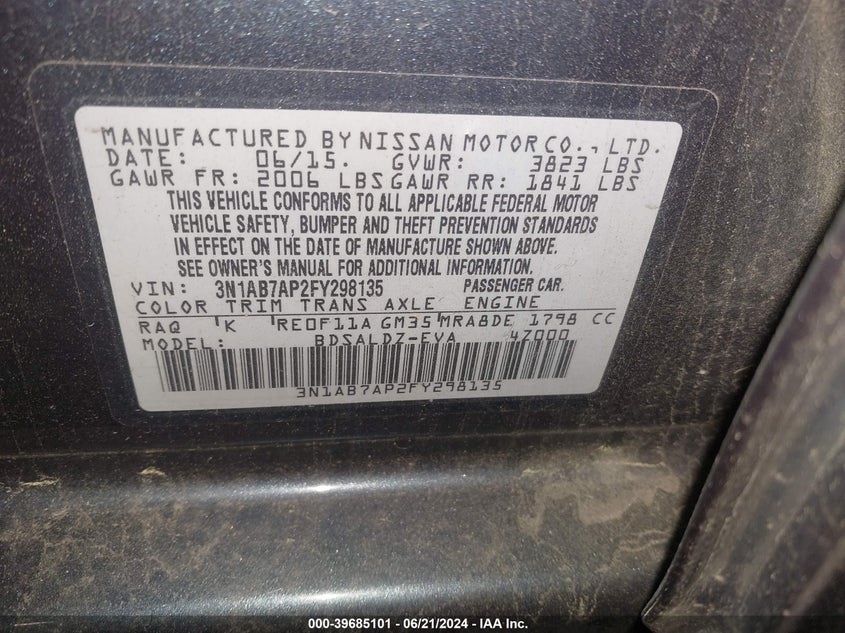 MANUFACTURED BY NISSAN MOTOR CO., LTD.
DATE: 06/15. GVWR: 3823 LBS
GAWR FR: 2006 LBS GAWR RR: 1841 LBS
THIS VEHICLE CONFORMS TO ALL APPLICABLE FEDERAL MOTOR
VEHICLE SAFETY, BUMPER AND THEFT PREVENTION STANDARDS
IN EFFECT ON THE DATE OF MANUFACTURE SHOWN ABOVE.
SEE OWNER'S MANUAL FOR ADDITIONAL INFORMATION.
VIN: 3N1AB7AP2FY298135 PASSENGER CAR.
COLOR TRIM TRANS AXLE ENGINE
RAQ K RE0F11A GM35 MRA8DE 1798 CC
MODEL: BDSALDZ-EVA 4Z000
3N1AB7AP2FY298135
000-39685101 - 06/21/2024 - IAA Inc.